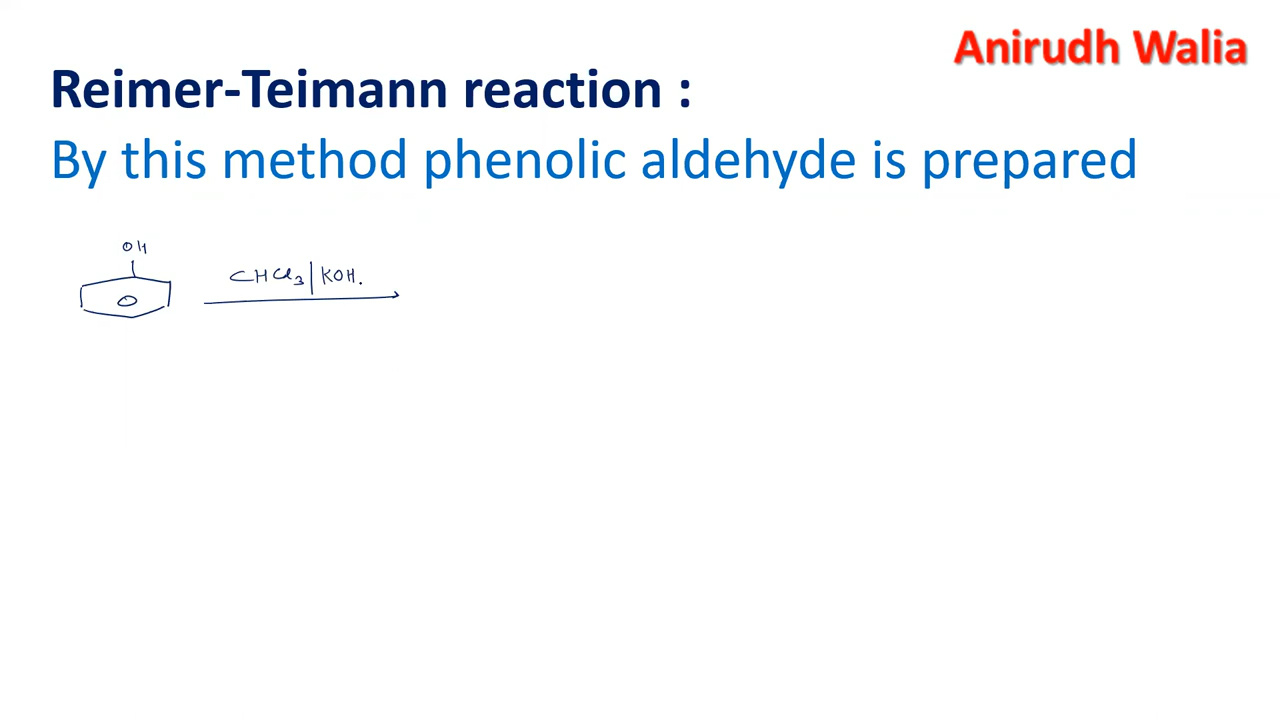 Anirudh Walia
Reimer-Teimann reaction :
By this method phenolic aldehyde is prepared
OH
CHCl3|KOH.